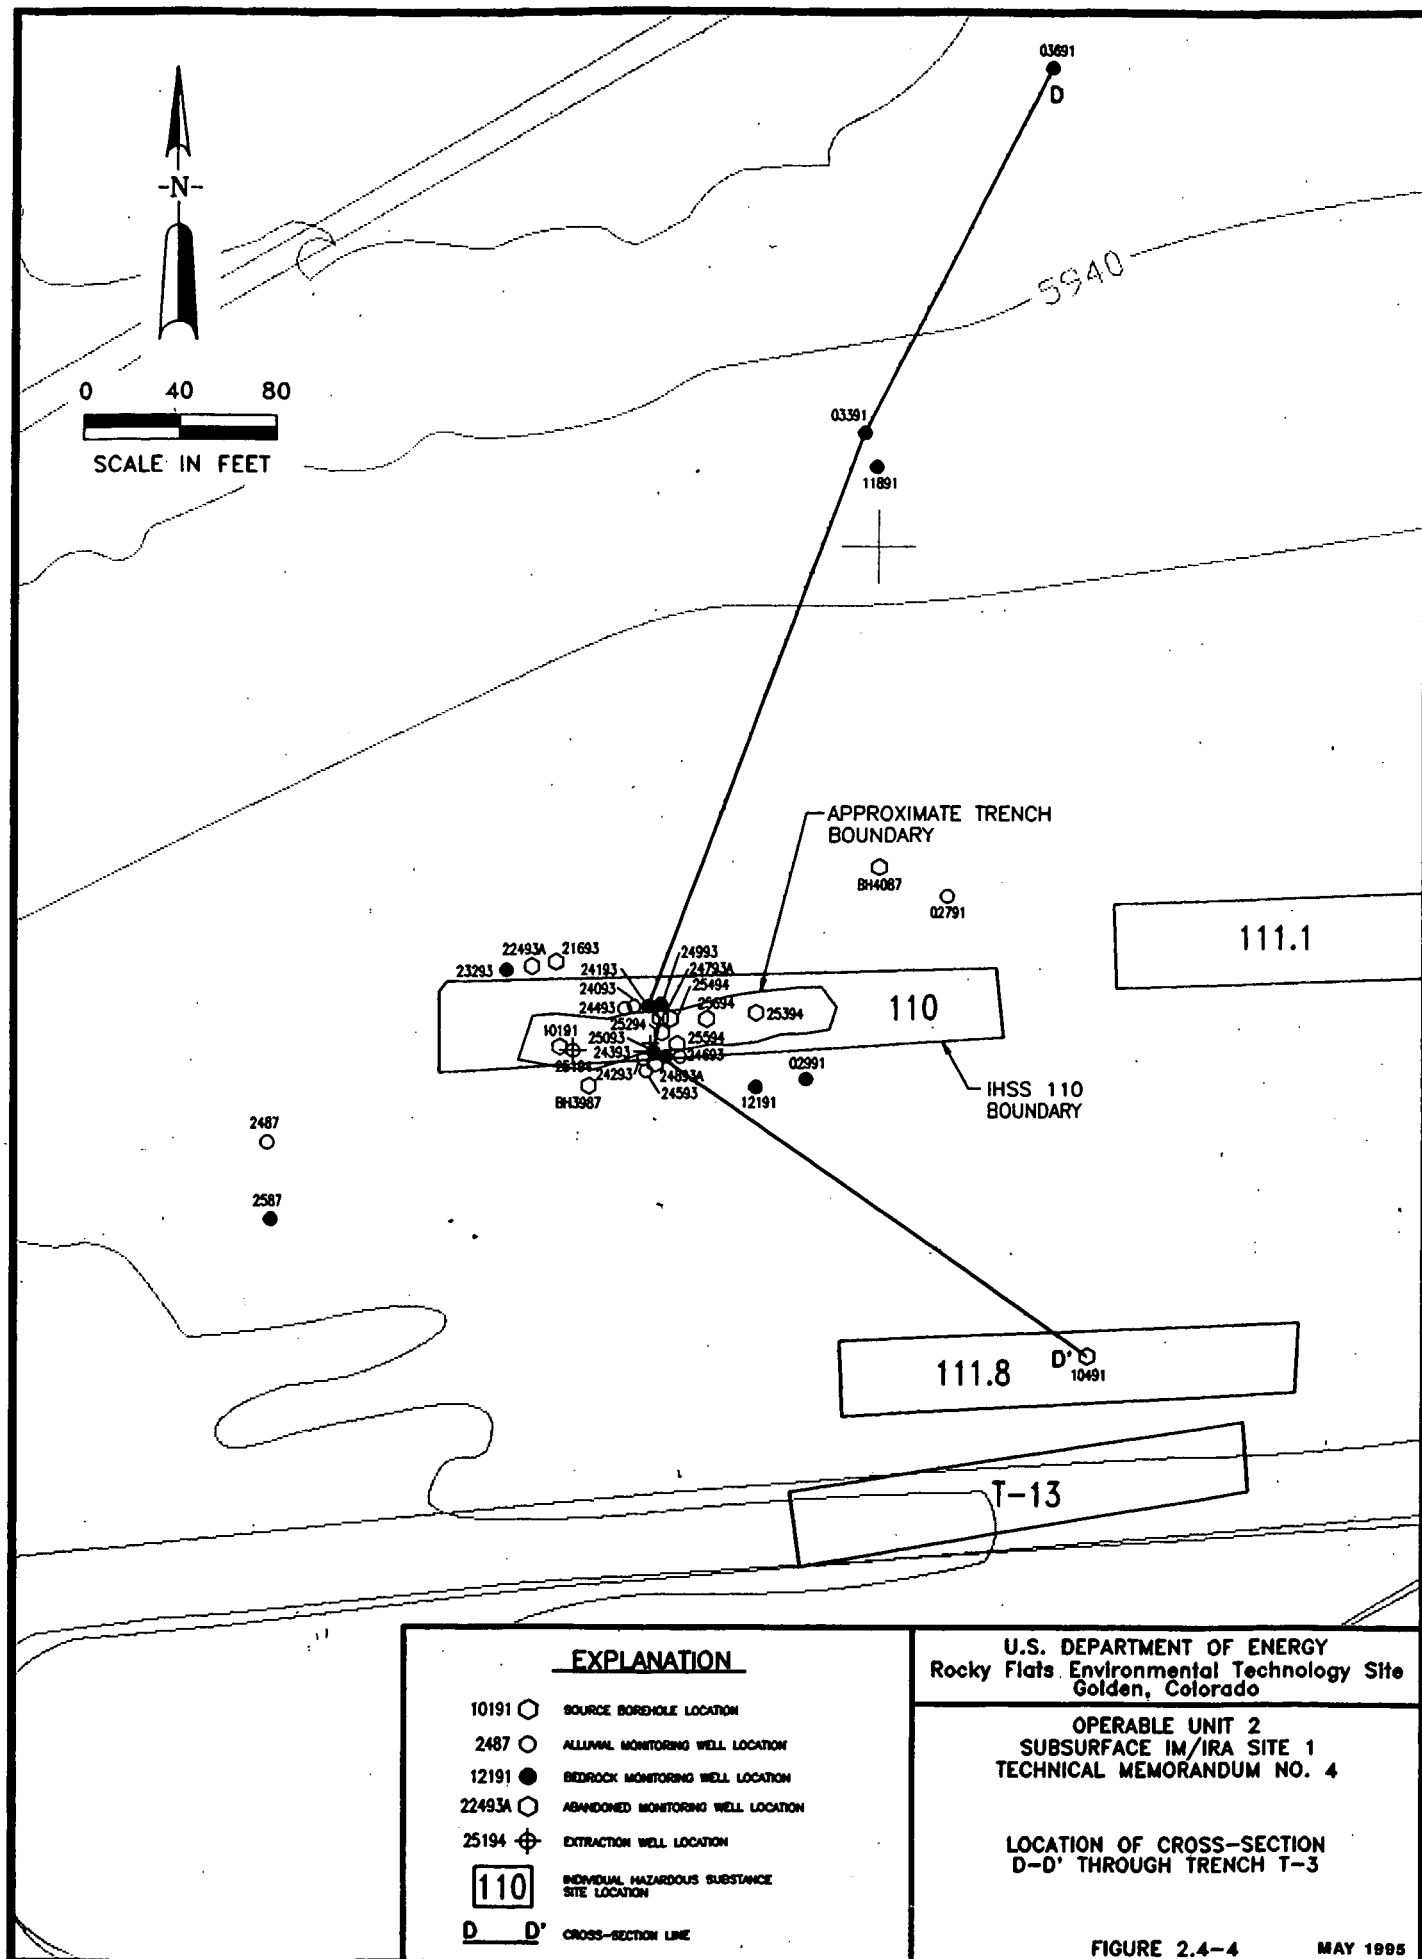 03691
D
-N-
5940
0 40 80
SCALE IN FEET
03391
11891
APPROXIMATE TRENCH
BOUNDARY
BH4087
02791
111.1
22493A
21693
23293
24193
24993
24793A
24093
25494
24493
25694
25294
25394
110
10191
25093
25594
24393
24693
24293
24893A
24593
BH3987
02991
12191
IHSS 110
BOUNDARY
2487
2587
111.8
D'
10491
T-13
EXPLANATION
10191 SOURCE BOREHOLE LOCATION
2487 ALLUVIAL MONITORING WELL LOCATION
12191 BEDROCK MONITORING WELL LOCATION
22493A ABANDONED MONITORING WELL LOCATION
25194 EXTRACTION WELL LOCATION
110 INDIVIDUAL HAZARDOUS SUBSTANCE
SITE LOCATION
D D' CROSS-SECTION LINE
U.S. DEPARTMENT OF ENERGY
Rocky Flats Environmental Technology Site
Golden, Colorado
OPERABLE UNIT 2
SUBSURFACE IM/IRA SITE 1
TECHNICAL MEMORANDUM NO. 4
LOCATION OF CROSS-SECTION
D-D' THROUGH TRENCH T-3
FIGURE 2.4-4 MAY 1995